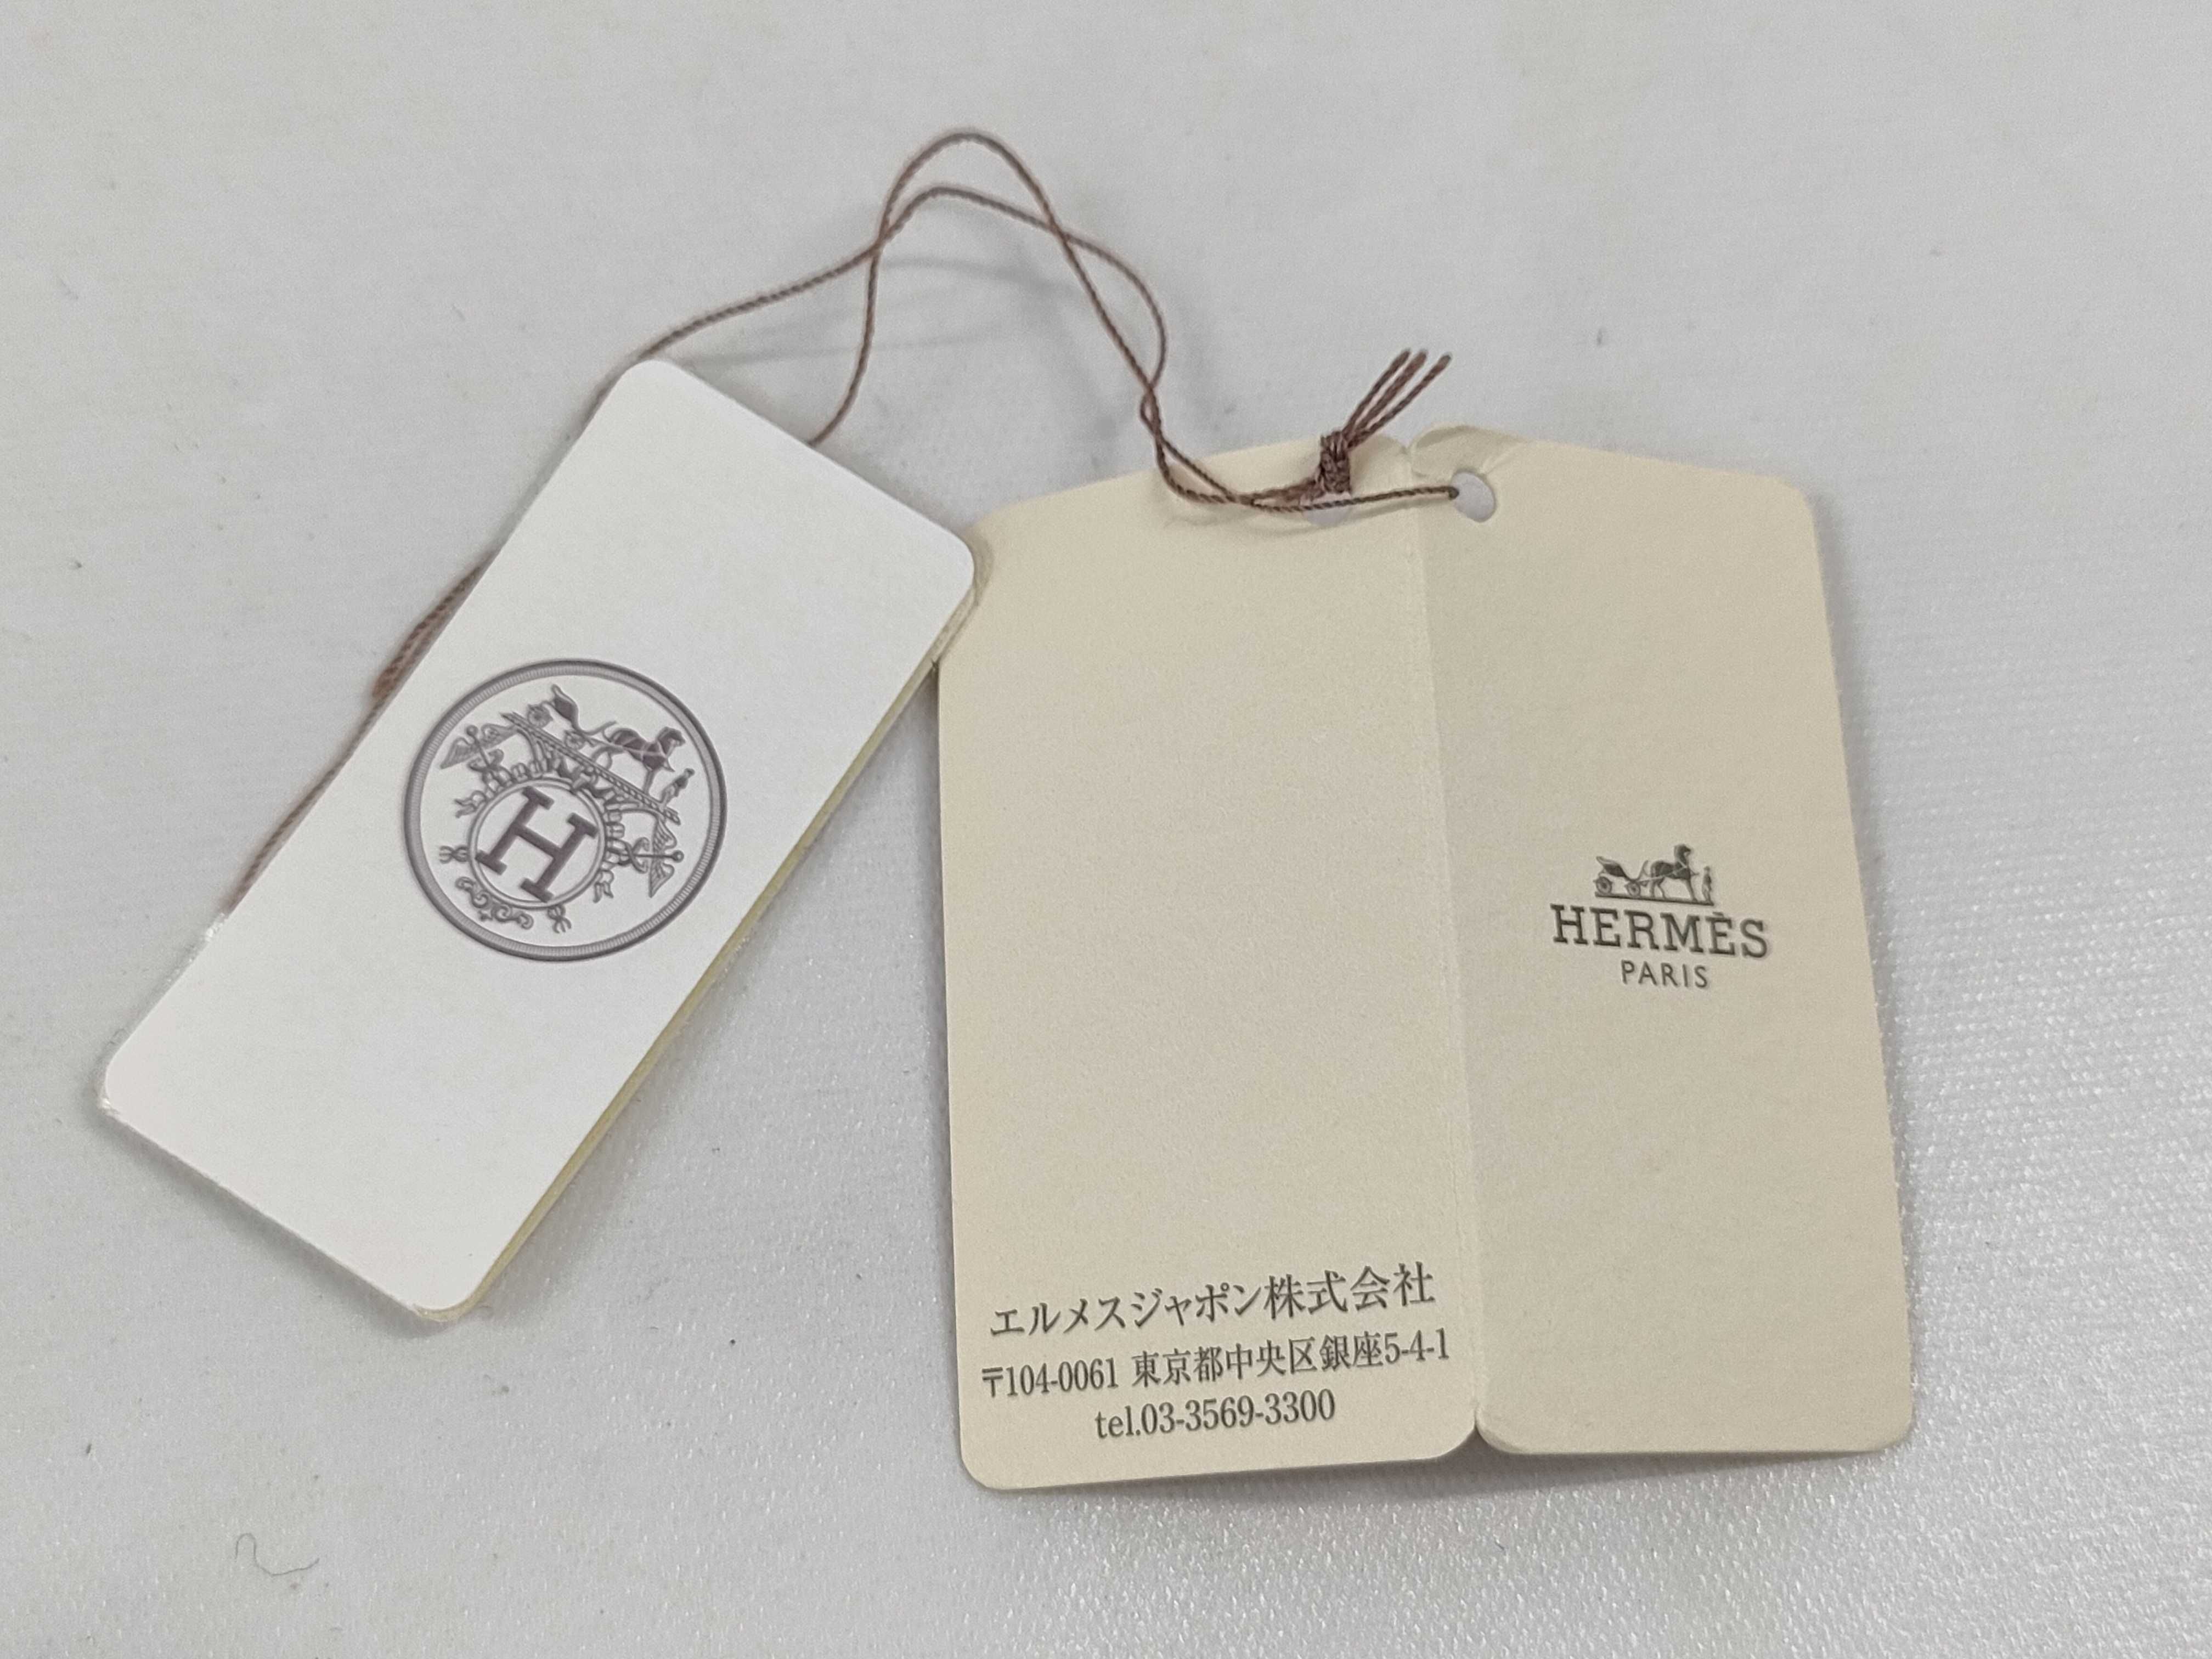 H
エルメスジャポン株式会社
〒104-0061 東京都中央区銀座5-4-1
tel.03-3569-3300
HERMÈS
PARIS